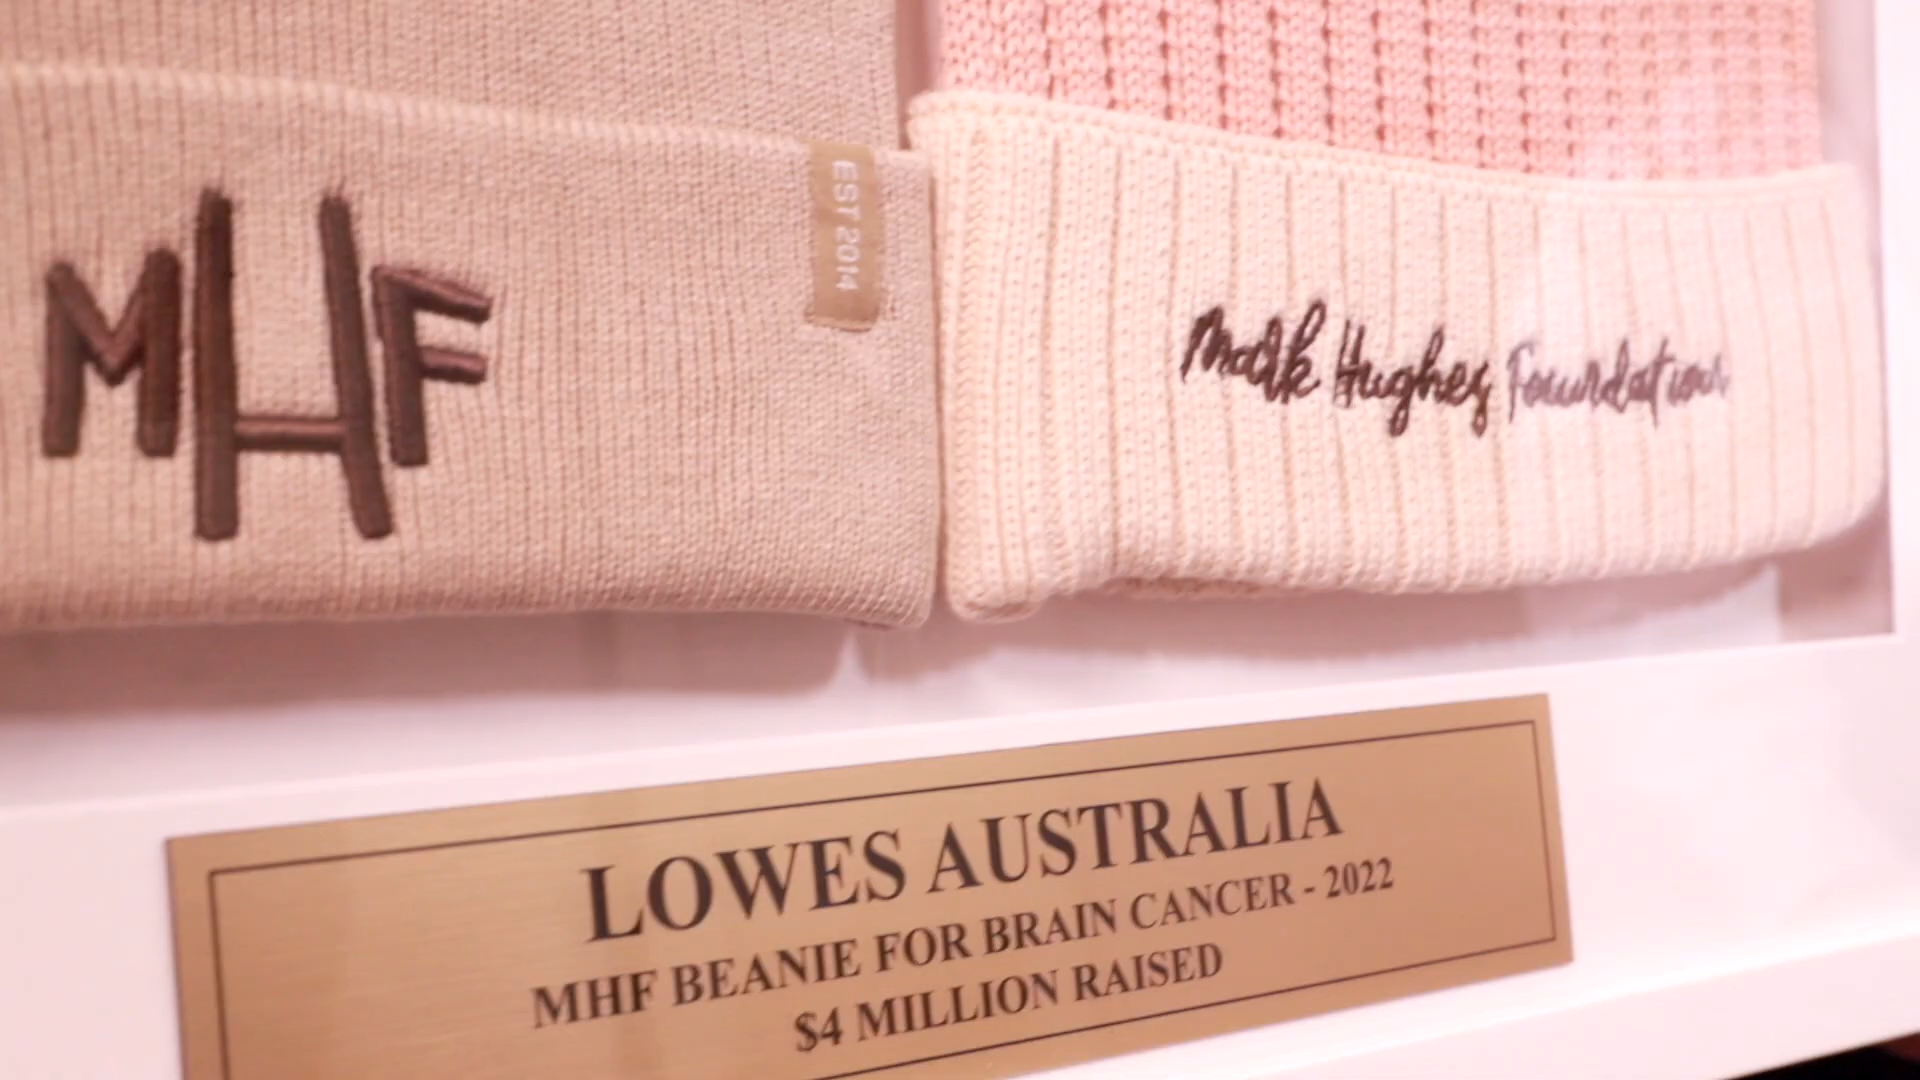 MHF
EST 2014
Mark Hughes Foundation
LOWES AUSTRALIA
MHF BEANIE FOR BRAIN CANCER - 2022
$4 MILLION RAISED